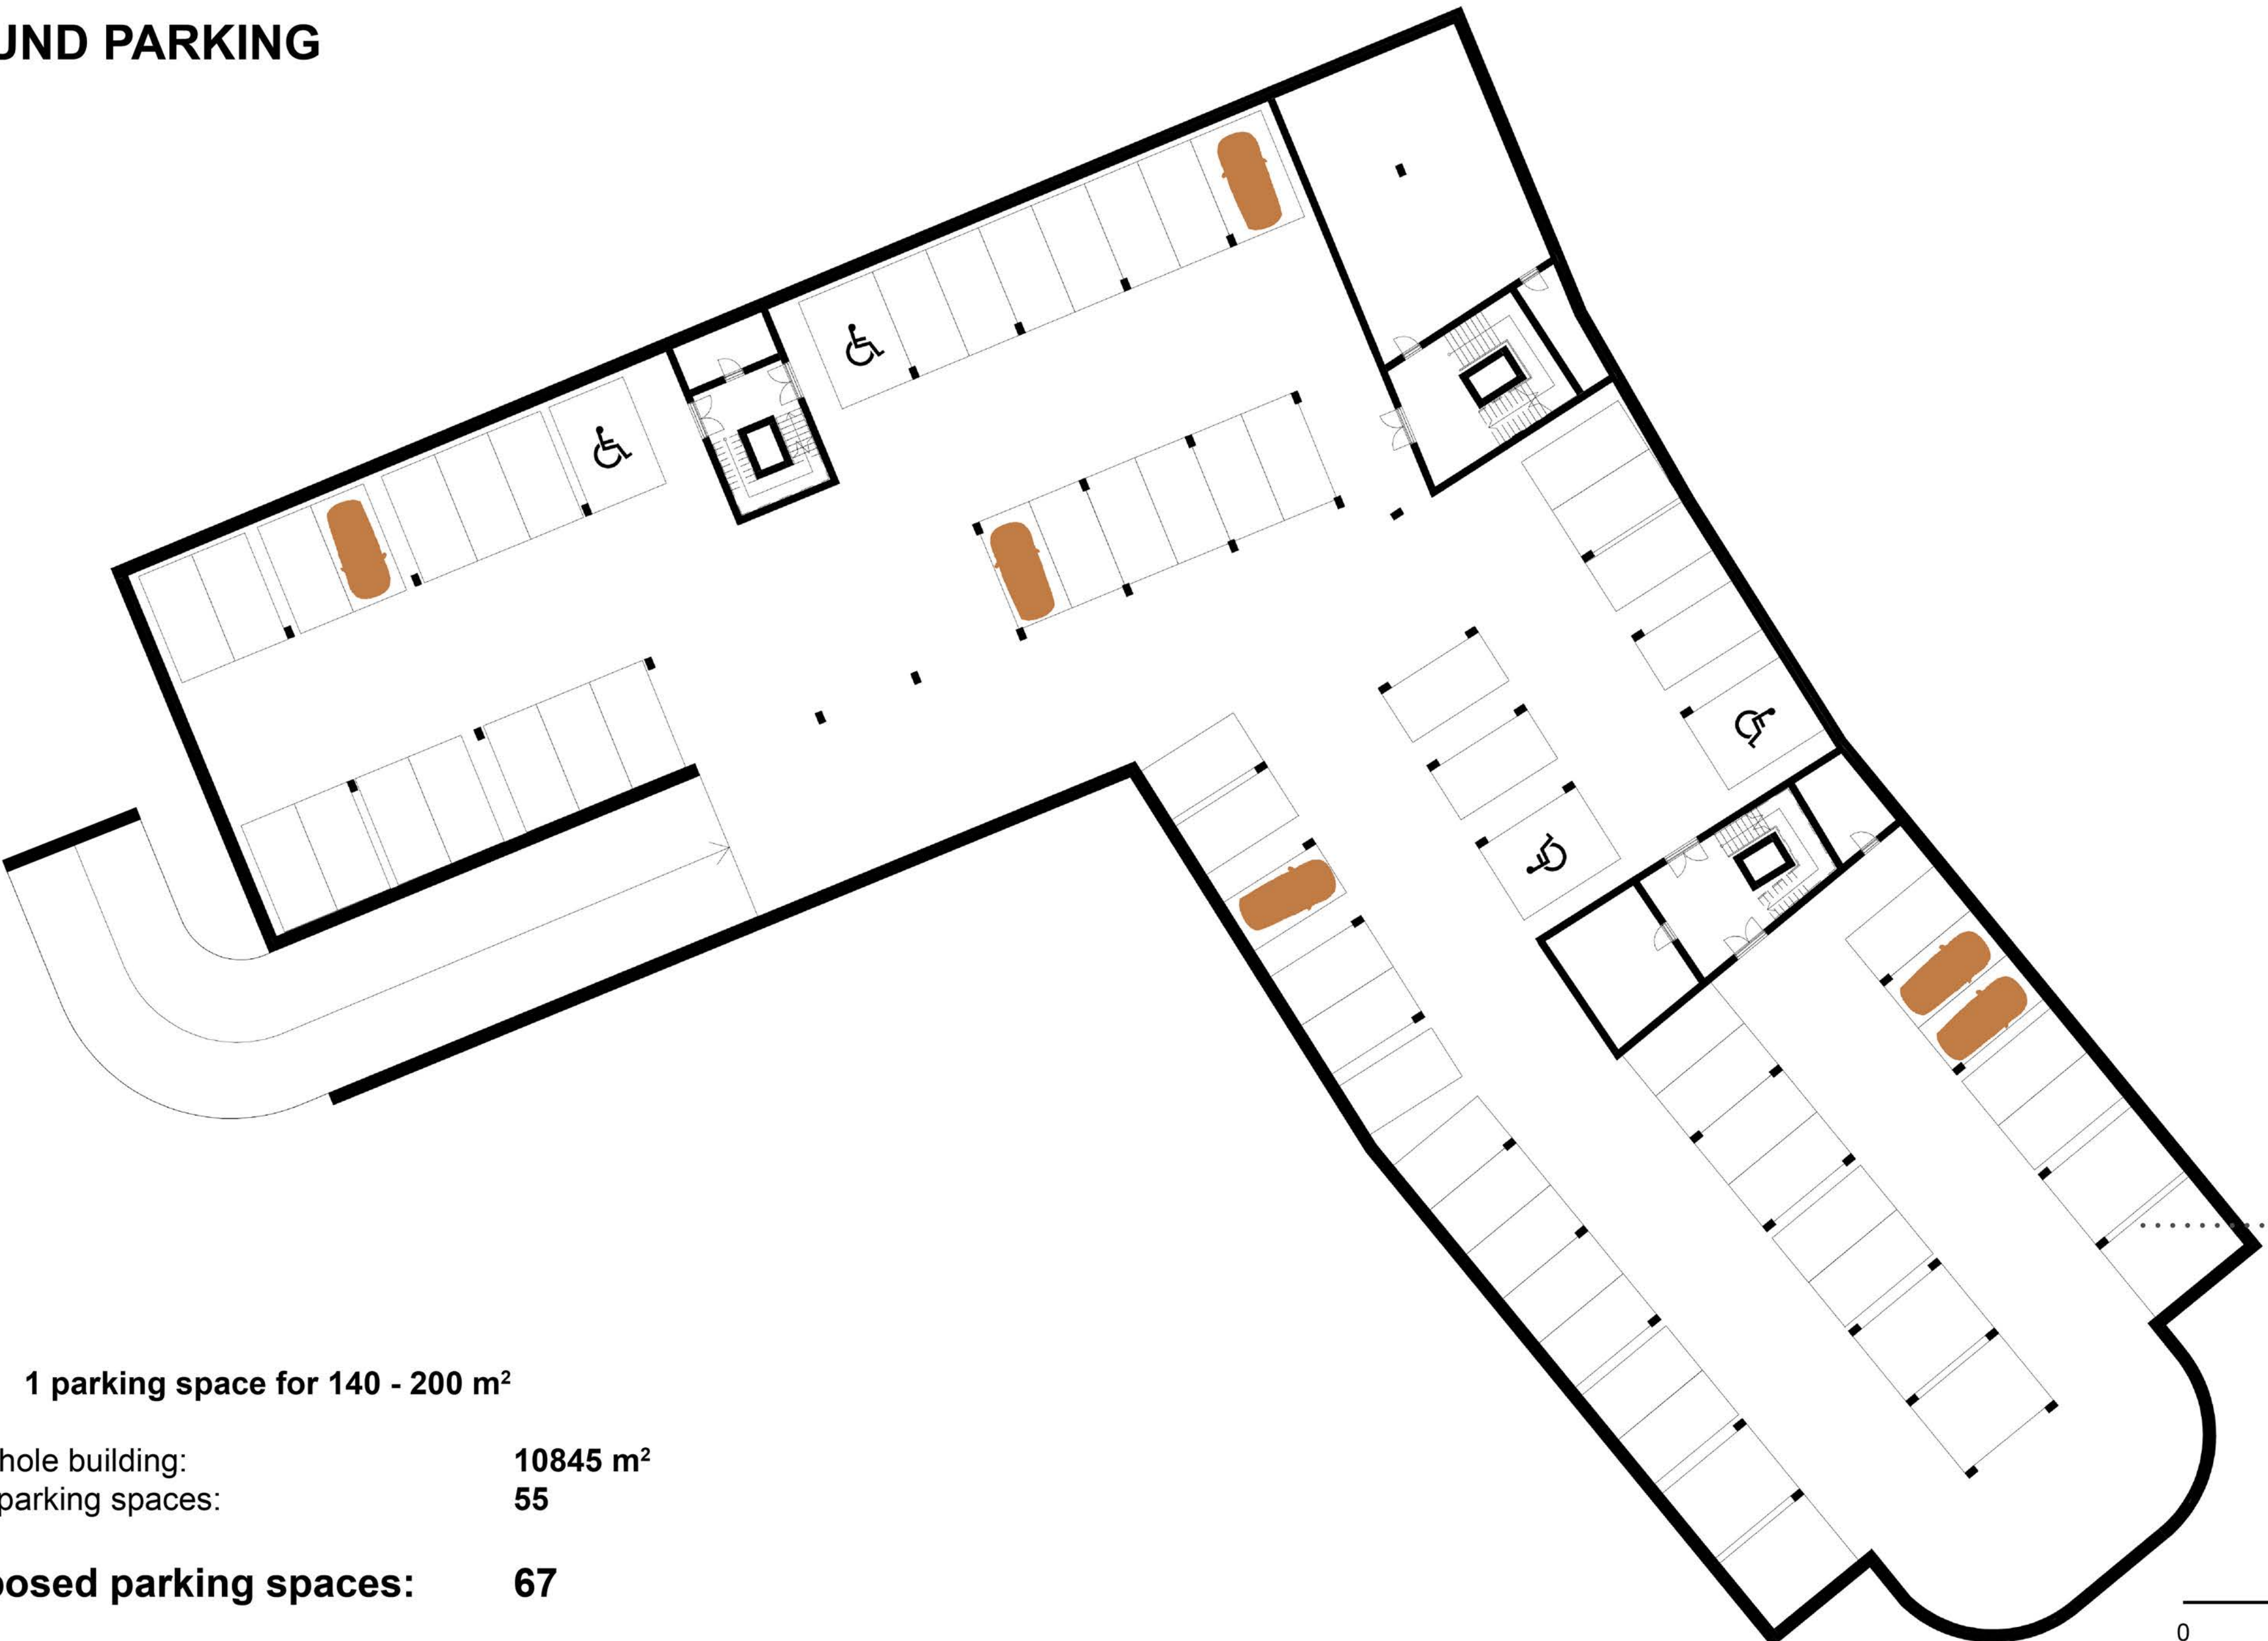 UND PARKING
1 parking space for 140 - 200 m²
hole building: 10845 m²
parking spaces: 55
posed parking spaces: 67
0